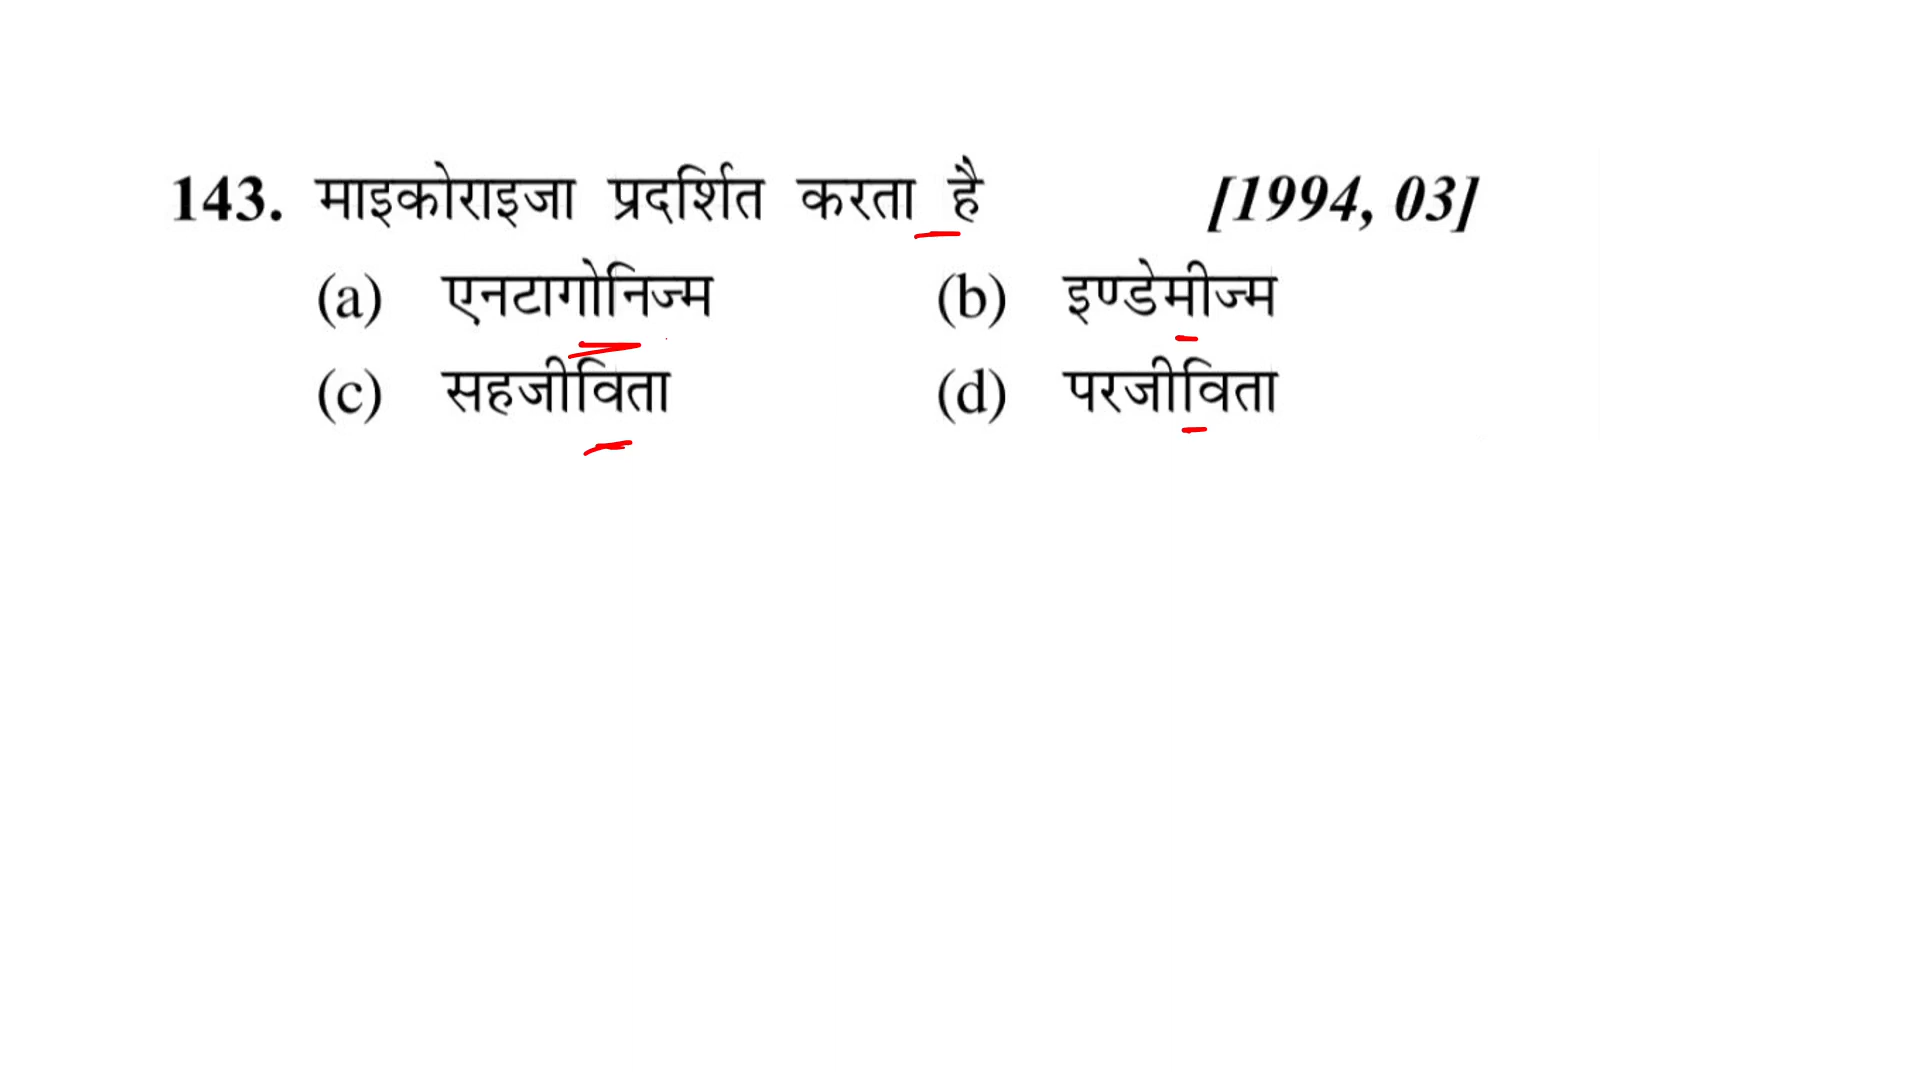 143. माइकोराइजा प्रदर्शित करता है [1994, 03]
(a) एनटागोनिज्म (b) इण्डेमीज्म
(c) सहजीविता (d) परजीविता